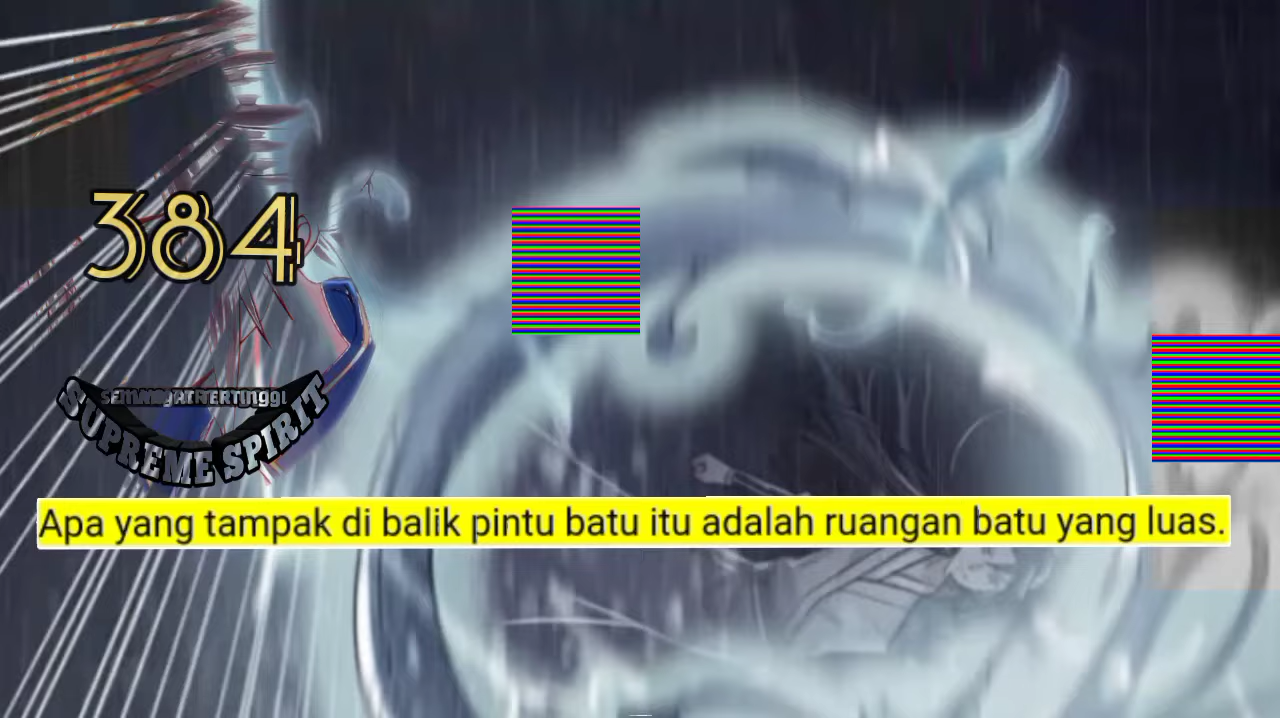 384
SUPREME SPIRIT
Apa yang tampak di balik pintu batu itu adalah ruangan batu yang luas.